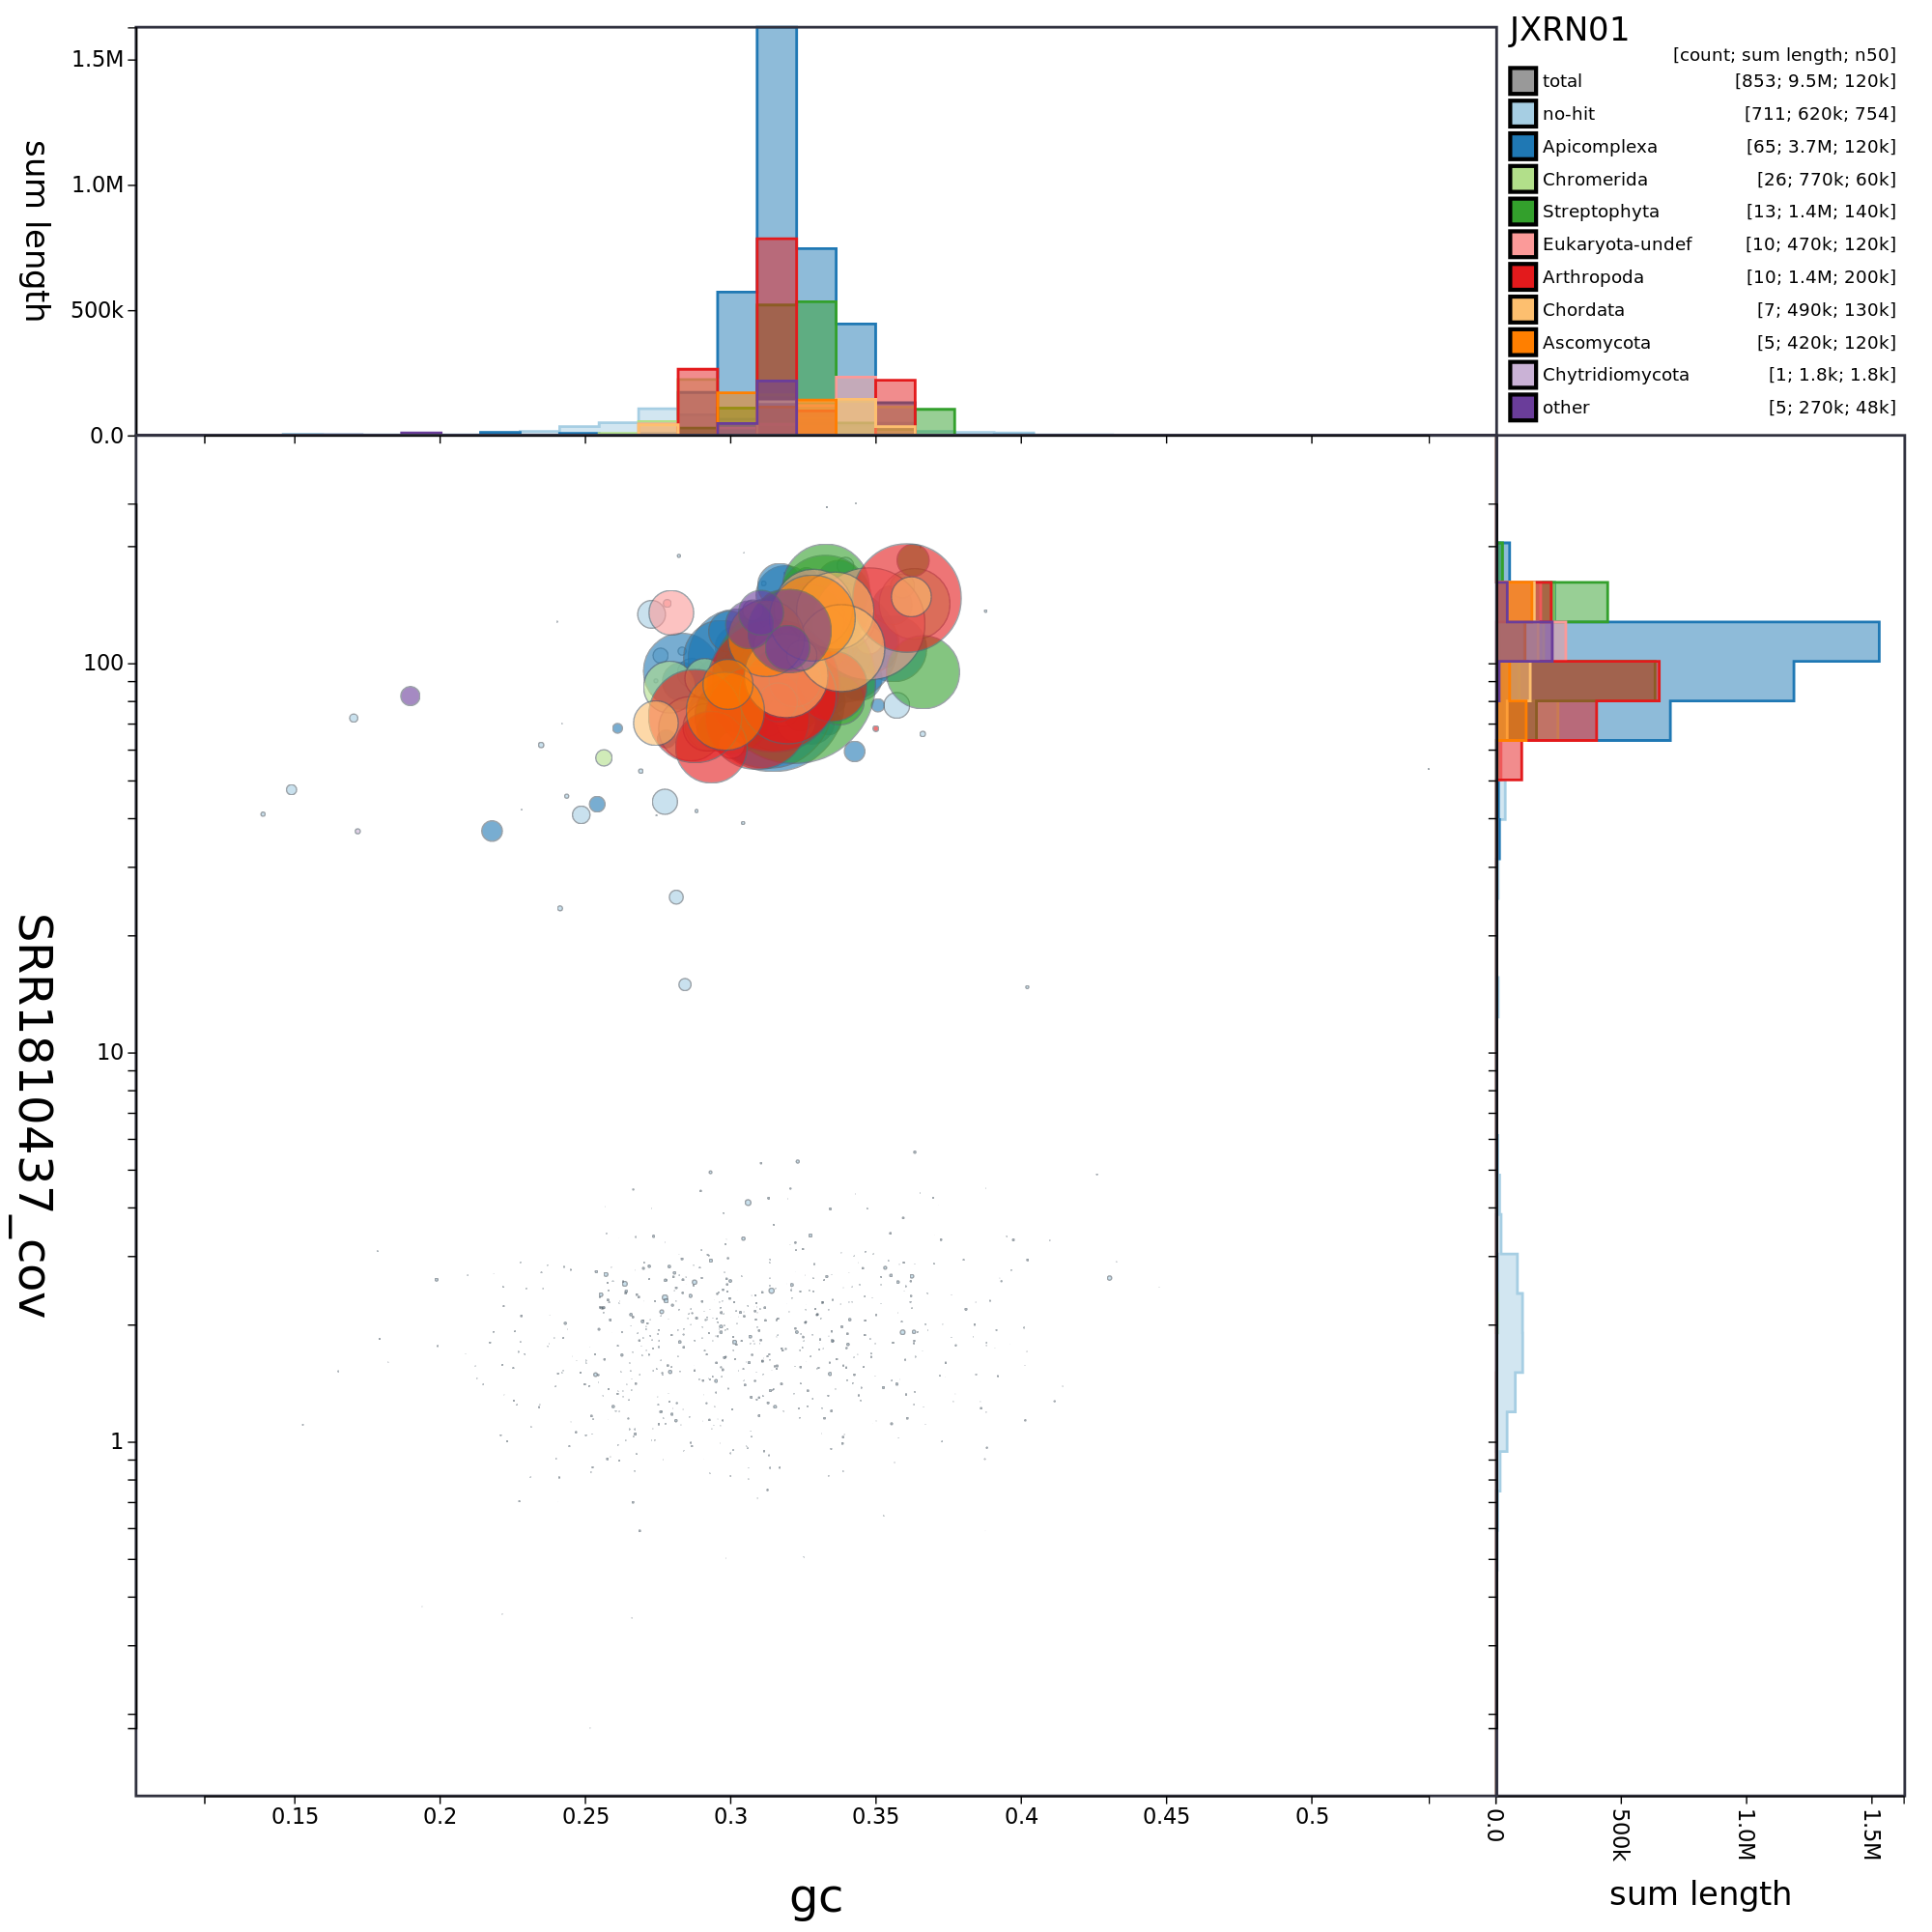 JXRN01
[count; sum length; n50]
total [853; 9.5M; 120k]
no-hit [711; 620k; 754]
Apicomplexa [65; 3.7M; 120k]
Chromerida [26; 770k; 60k]
Streptophyta [13; 1.4M; 140k]
Eukaryota-undef [10; 470k; 120k]
Arthropoda [10; 1.4M; 200k]
Chordata [7; 490k; 130k]
Ascomycota [5; 420k; 120k]
Chytridiomycota [1; 1.8k; 1.8k]
other [5; 270k; 48k]
sum length
1.5M
1.0M
500k
0.0
SRR1810437_cov
100
10
1
0.15 0.2 0.25 0.3 0.35 0.4 0.45 0.5
gc
0.0 500k 1.0M 1.5M
sum length